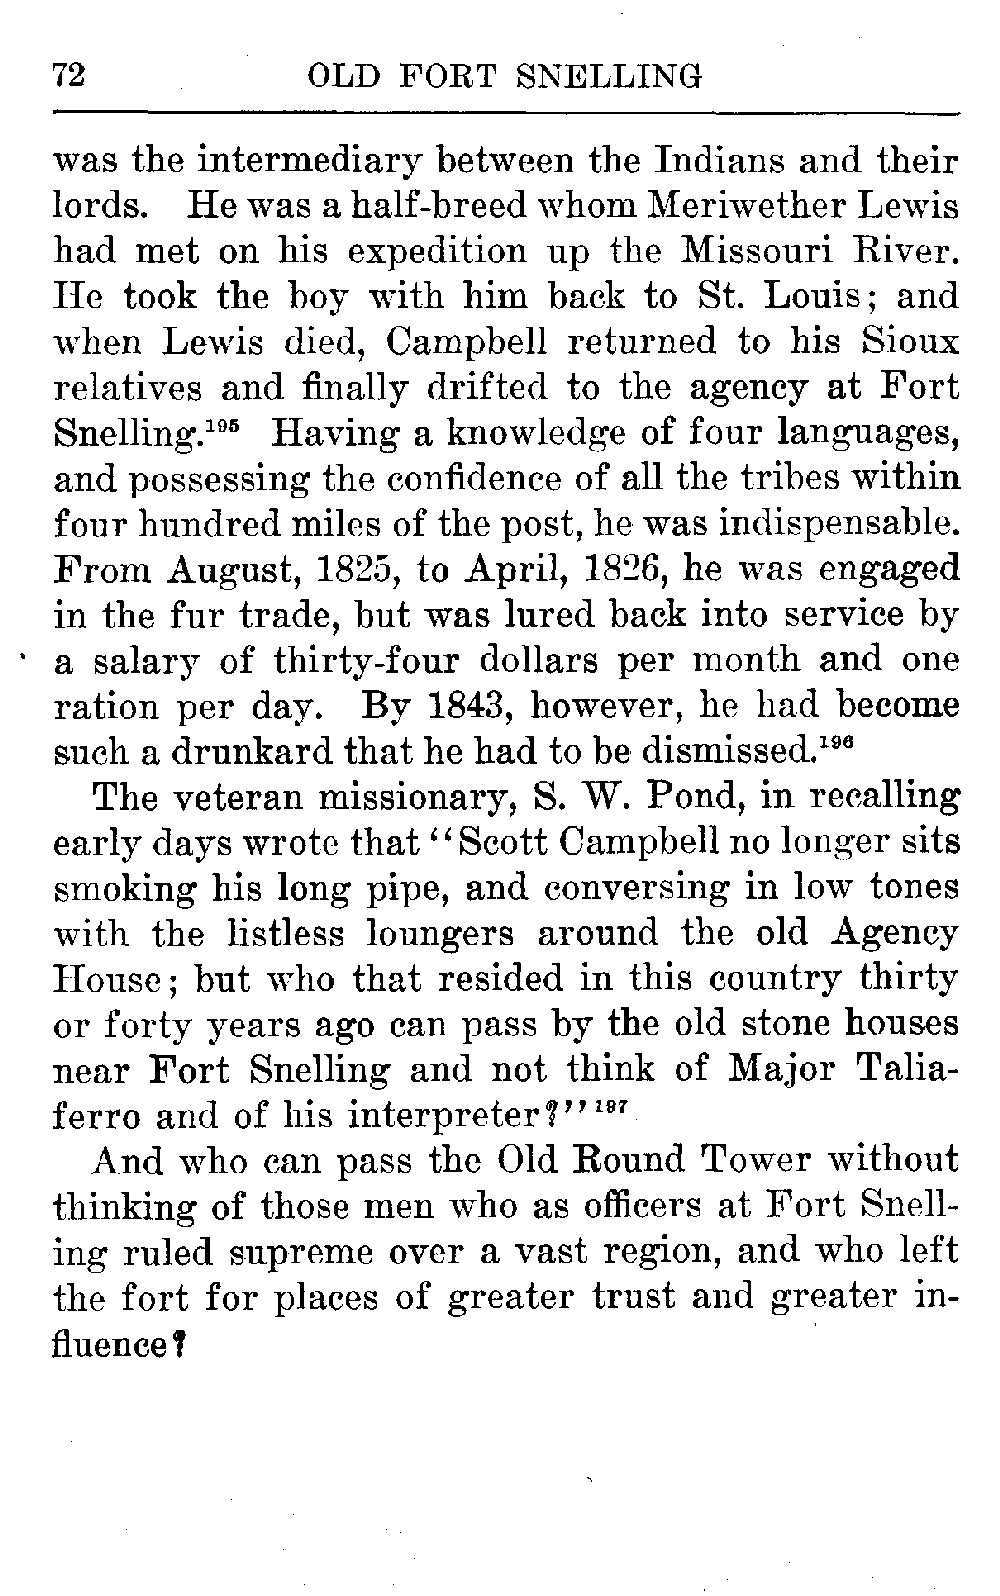 72 OLD FORT SNELLING
was the intermediary between the Indians and their
lords. He was a half-breed whom Meriwether Lewis
had met on his expedition up the Missouri River.
He took the boy with him back to St. Louis; and
when Lewis died, Campbell returned to his Sioux
relatives and finally drifted to the agency at Fort
Snelling.¹⁹⁵ Having a knowledge of four languages,
and possessing the confidence of all the tribes within
four hundred miles of the post, he was indispensable.
From August, 1825, to April, 1826, he was engaged
in the fur trade, but was lured back into service by
a salary of thirty-four dollars per month and one
ration per day. By 1843, however, he had become
such a drunkard that he had to be dismissed.¹⁹⁶
The veteran missionary, S. W. Pond, in recalling
early days wrote that "Scott Campbell no longer sits
smoking his long pipe, and conversing in low tones
with the listless loungers around the old Agency
House; but who that resided in this country thirty
or forty years ago can pass by the old stone houses
near Fort Snelling and not think of Major Talia-
ferro and of his interpreter?"¹⁹⁷
And who can pass the Old Round Tower without
thinking of those men who as officers at Fort Snell-
ing ruled supreme over a vast region, and who left
the fort for places of greater trust and greater in-
fluence?